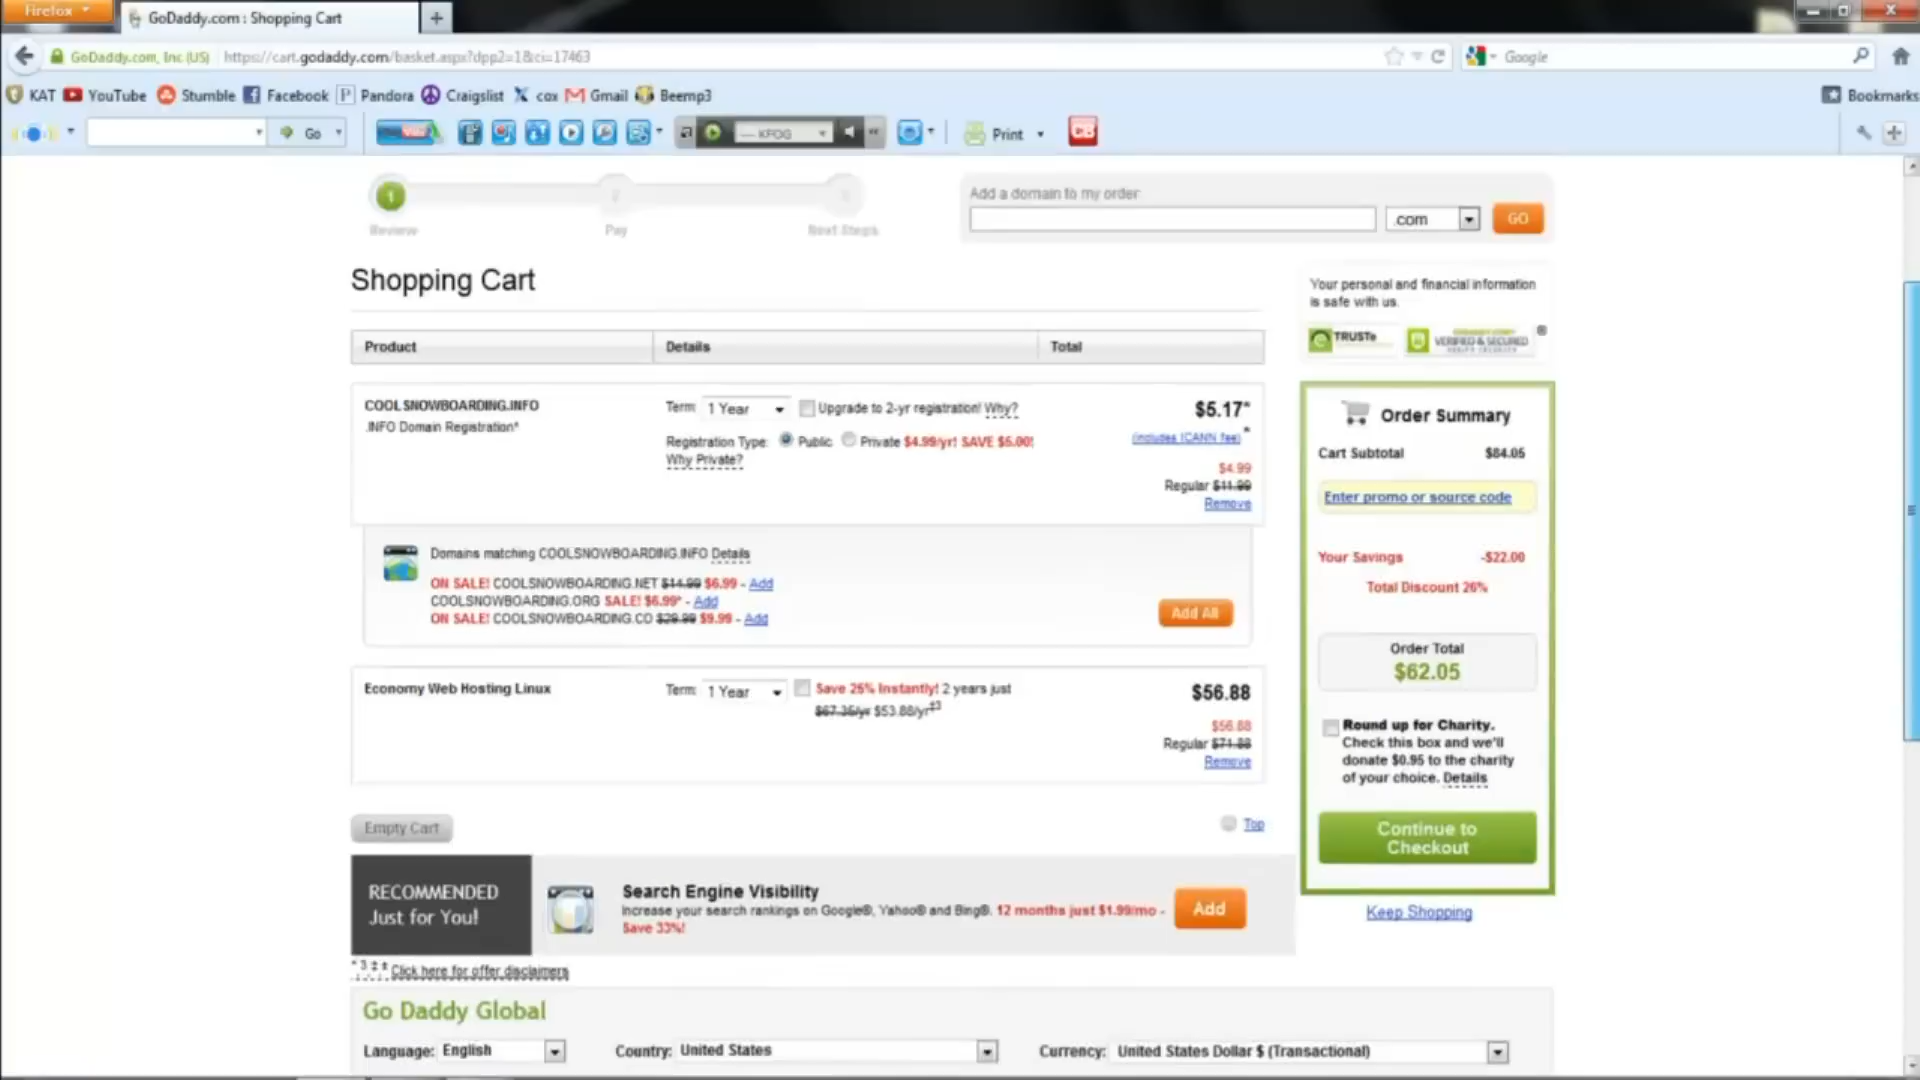 Firefox
GoDaddy.com : Shopping Cart
GoDaddy.com, Inc (US) https://cart.godaddy.com/basket.aspx?dpp2=1&ci=17463
Google
KAT YouTube Stumble Facebook Pandora Craigslist cox Gmail Beemp3
Bookmarks
Go
KFOG
Print
1
Review
Pay
Next Steps
Add a domain to my order
.com
GO
Shopping Cart
Product Details Total
COOLSNOWBOARDING.INFO
.INFO Domain Registration*
Term: 1 Year Upgrade to 2-yr registration! Why?
Registration Type: Public Private $4.99/yr! SAVE $5.00!
Why Private?
$5.17*
(includes ICANN fee) *
$4.99
Regular $11.99
Remove
Domains matching COOLSNOWBOARDING.INFO Details
ON SALE! COOLSNOWBOARDING.NET $14.99 $6.99 - Add
COOLSNOWBOARDING.ORG SALE! $6.99* - Add
ON SALE! COOLSNOWBOARDING.CO $29.99 $9.99 - Add
Add All
Economy Web Hosting Linux
Term: 1 Year Save 25% Instantly! 2 years just
$53.88/yr‡3
$56.88
$56.88
Regular $71.88
Remove
Empty Cart
Top
RECOMMENDED
Just for You!
Search Engine Visibility
Increase your search rankings on Google®, Yahoo® and Bing®. 12 months just $1.99/mo -
Save 33%!
Add
Click here for offer disclaimers
Go Daddy Global
Language: English Country: United States Currency: United States Dollar $ (Transactional)
Your personal and financial information
is safe with us.
TRUSTe
VERIFIED & SECURED
Order Summary
Cart Subtotal $84.05
Enter promo or source code
Your Savings -$22.00
Total Discount 26%
Order Total
$62.05
Round up for Charity.
Check this box and we'll
donate $0.95 to the charity
of your choice. Details
Continue to
Checkout
Keep Shopping